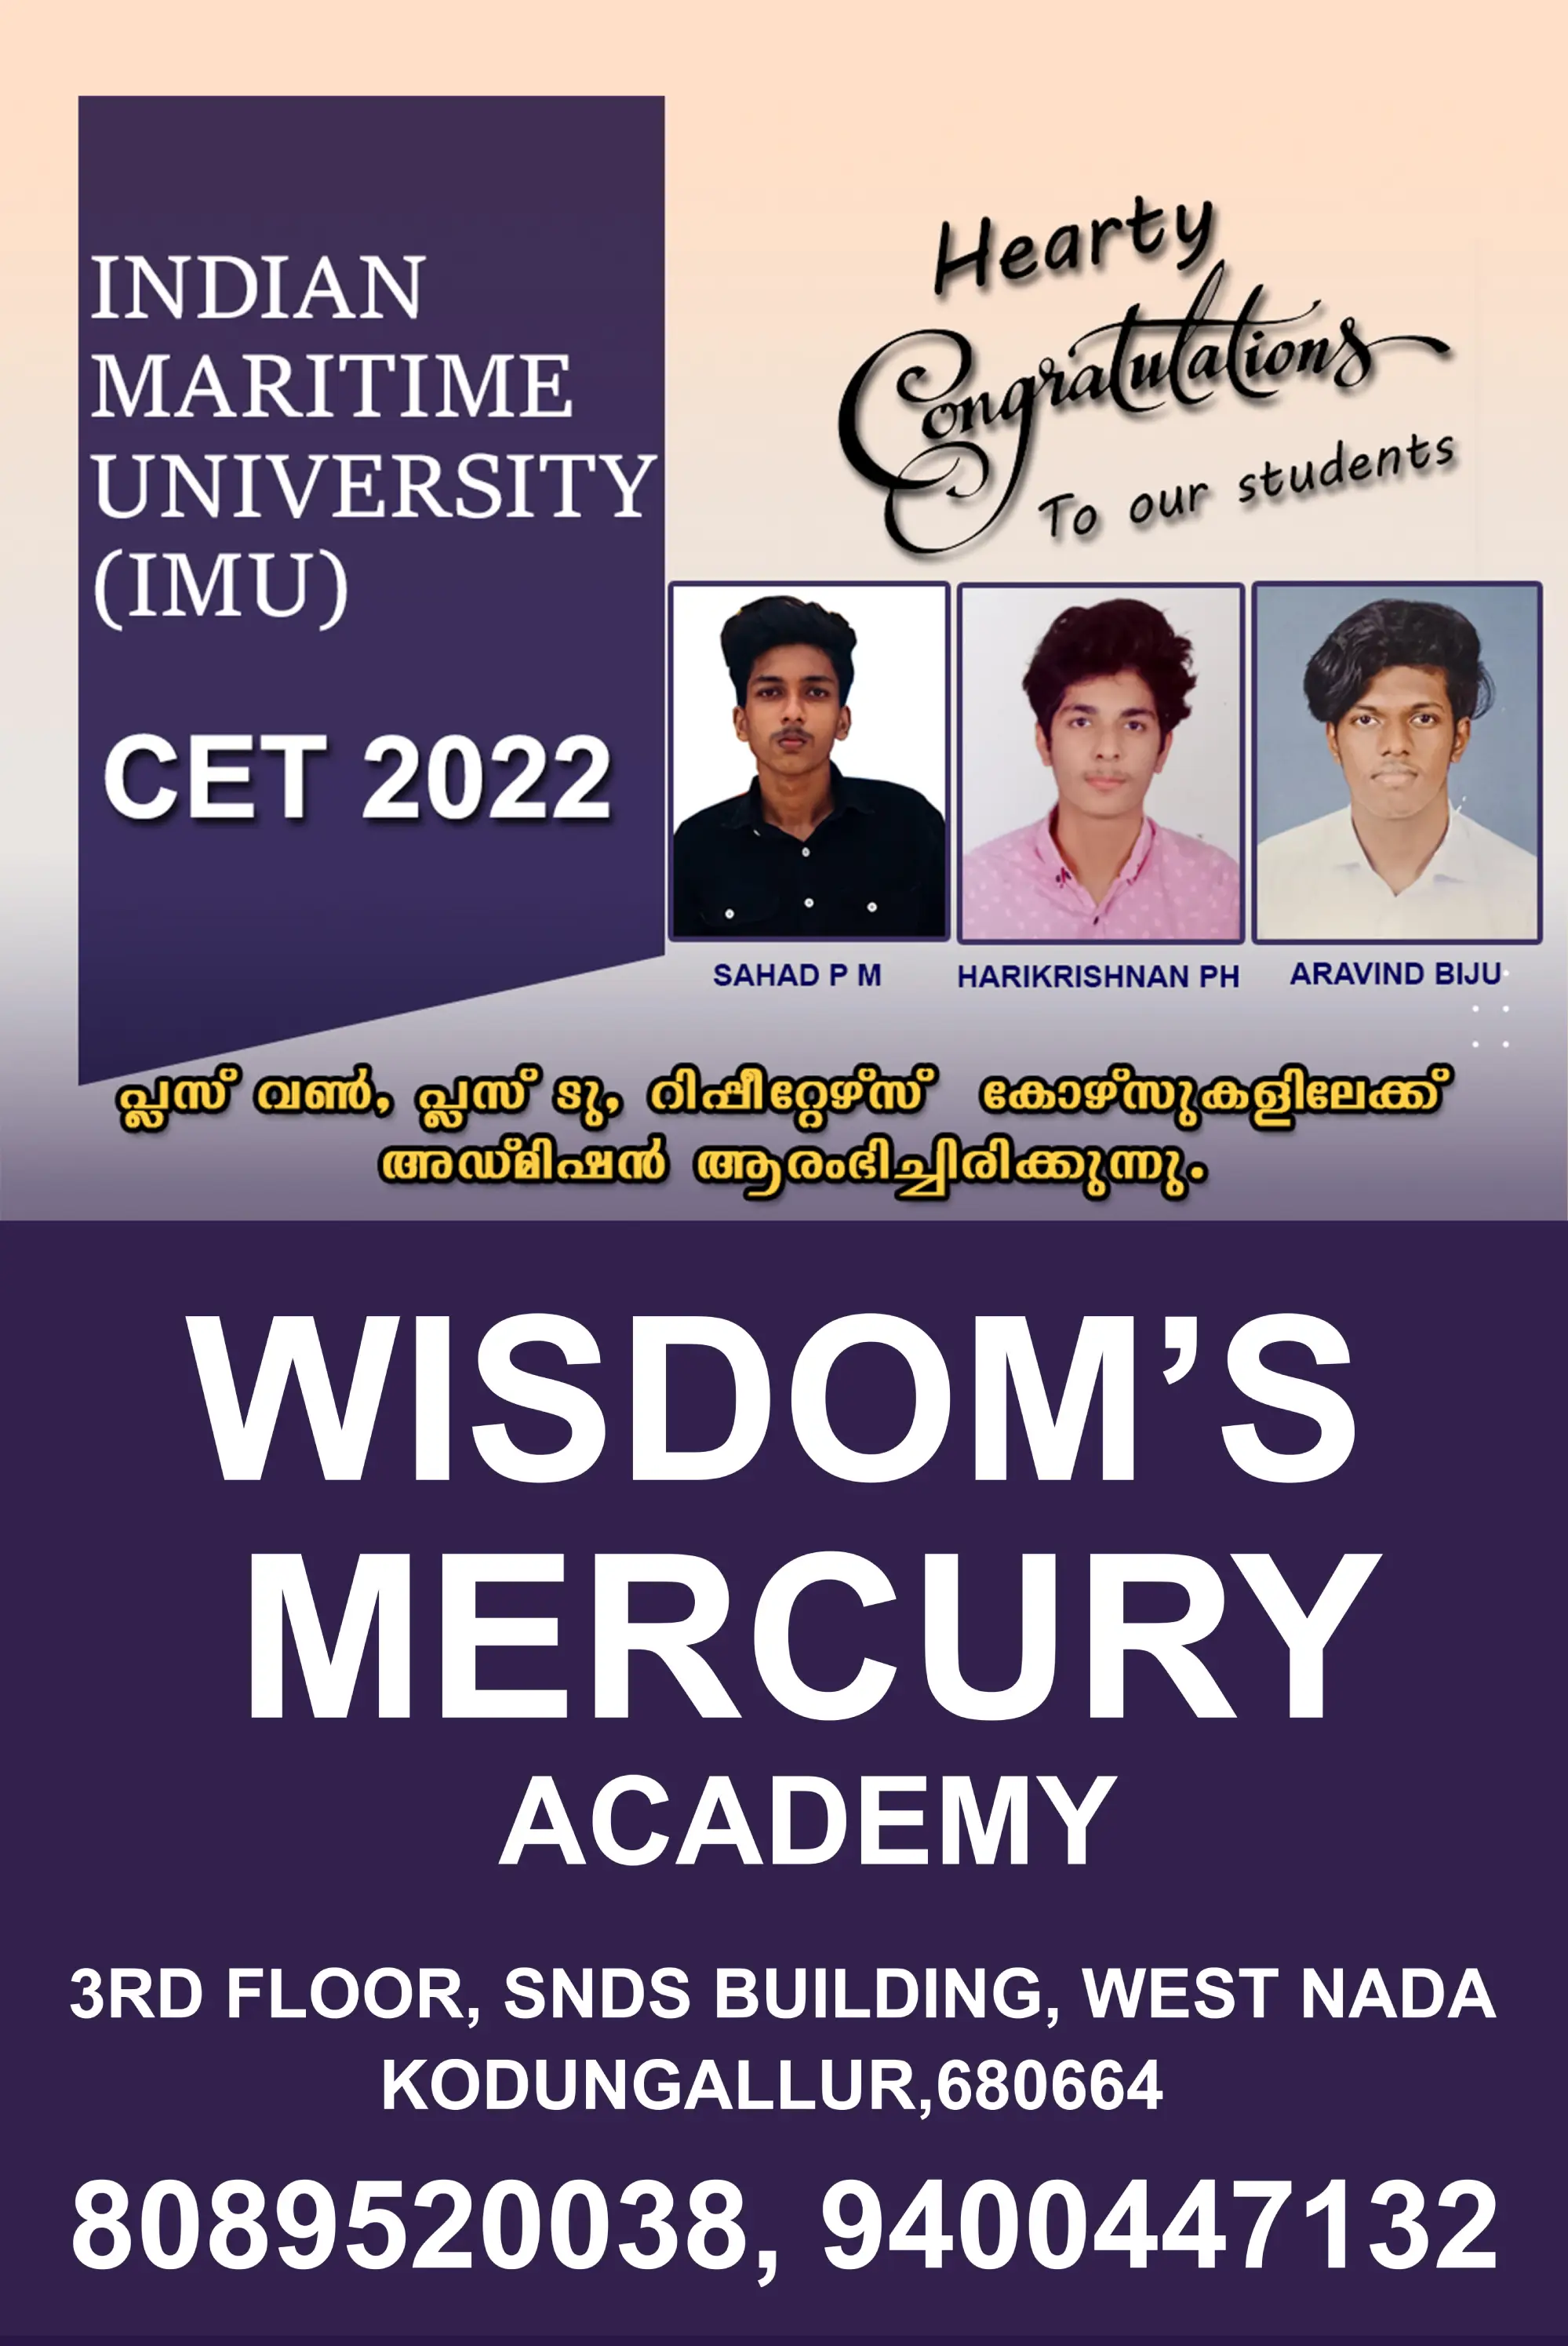 INDIAN
MARITIME
UNIVERSITY
(IMU)
CET 2022
Hearty
Congratulations
To our students
SAHAD P M
HARIKRISHNAN PH
ARAVIND BIJU
പ്ലസ് വൺ, പ്ലസ് ടു, റിപ്പീറ്റേഴ്സ് കോഴ്സുകളിലേക്ക്
അഡ്മിഷൻ ആരംഭിച്ചിരിക്കുന്നു.
WISDOM’S
MERCURY
ACADEMY
3RD FLOOR, SNDS BUILDING, WEST NADA
KODUNGALLUR,680664
8089520038, 9400447132